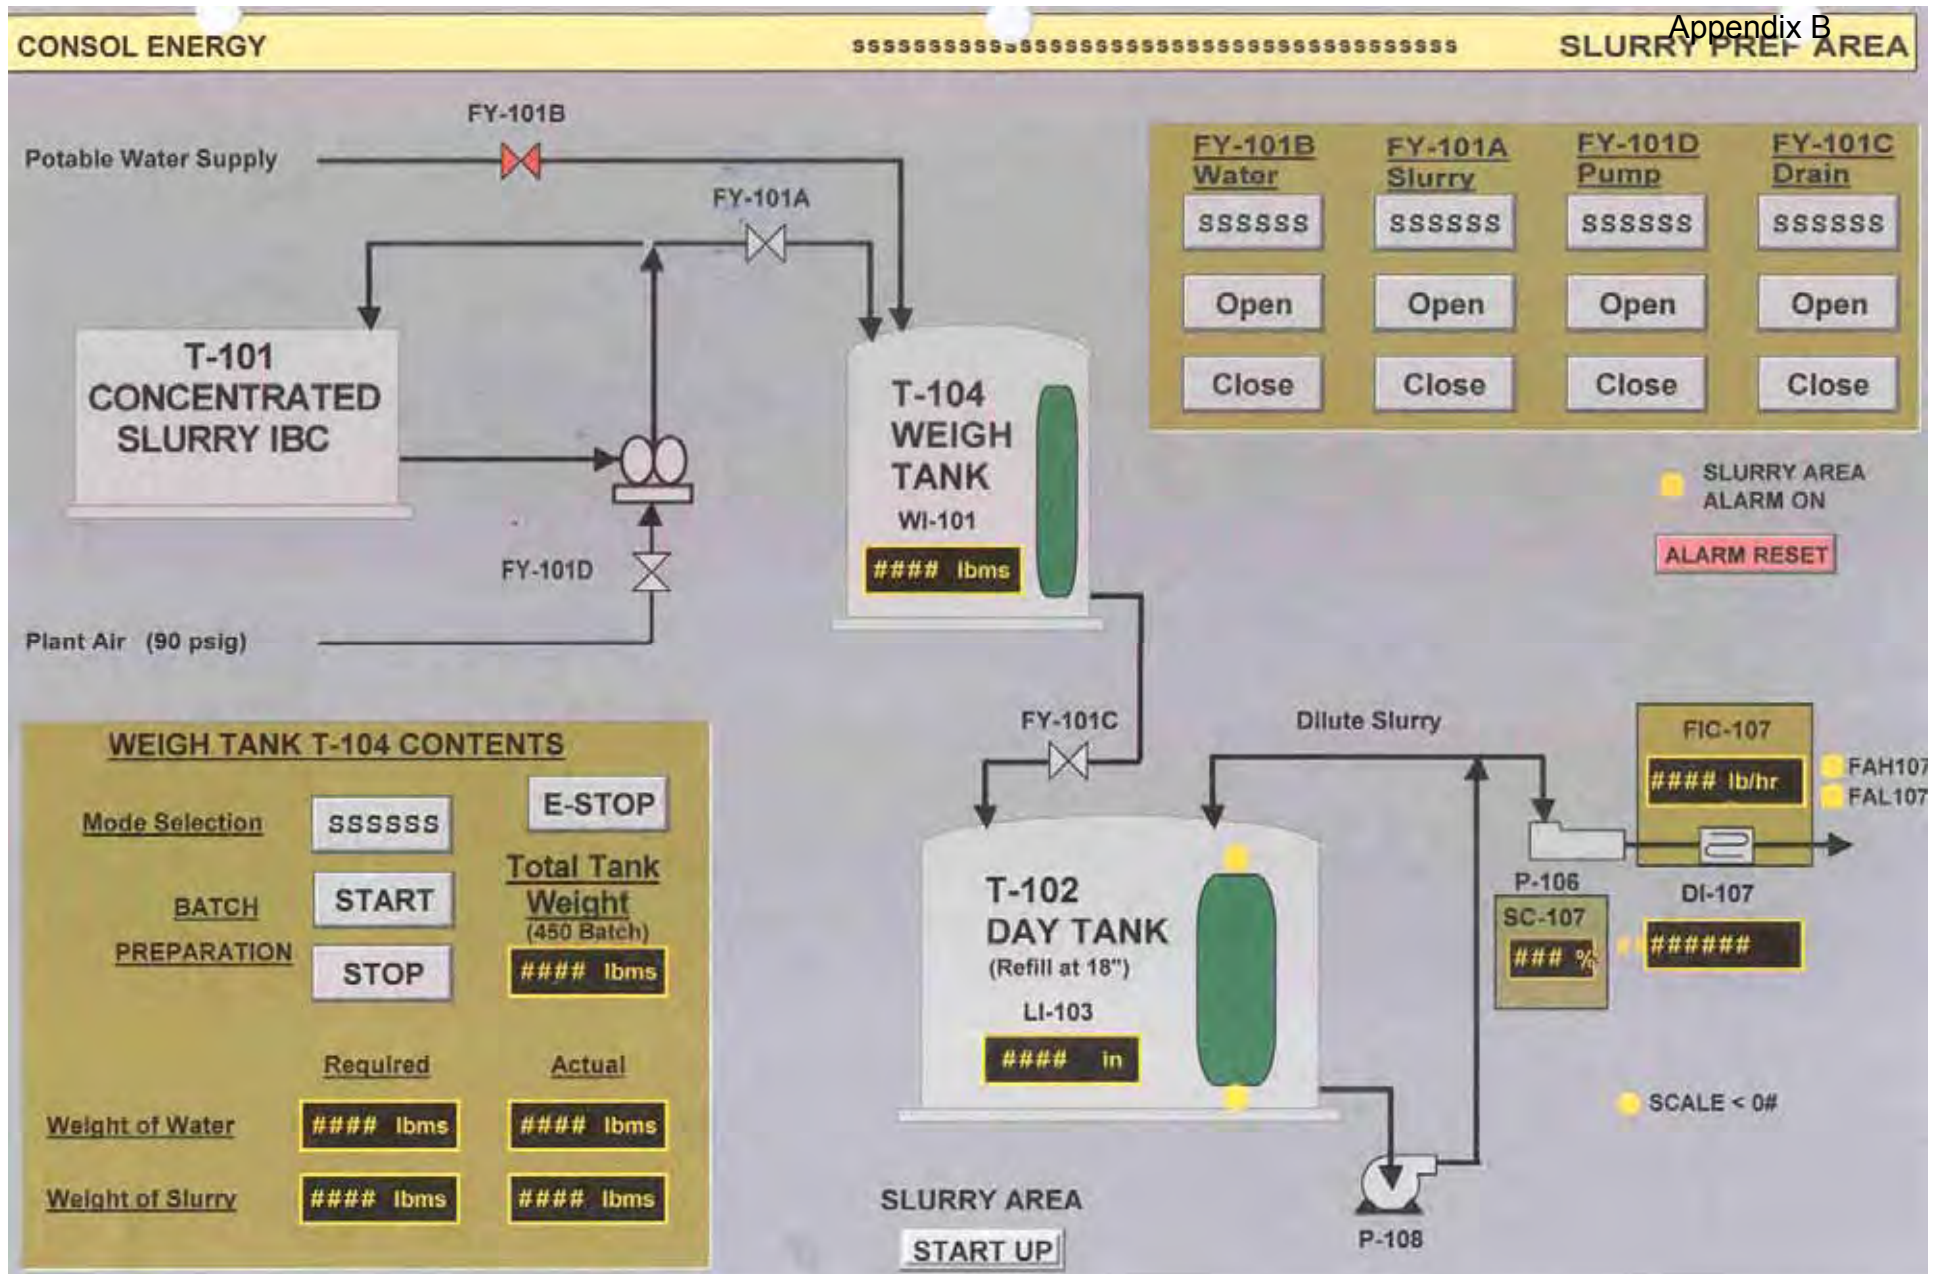 Appendix B
CONSOL ENERGY
ssssssssssssssssssssssssssssssssssssssss
SLURRY PREF AREA
FY-101B
Potable Water Supply
FY-101A
FY-101B
Water
FY-101A
Slurry
FY-101D
Pump
FY-101C
Drain
ssssss
ssssss
ssssss
ssssss
Open
Open
Open
Open
Close
Close
Close
Close
T-101
CONCENTRATED
SLURRY IBC
T-104
WEIGH
TANK
WI-101
#### lbms
SLURRY AREA
ALARM ON
ALARM RESET
FY-101D
Plant Air (90 psig)
FY-101C
Dilute Slurry
FIC-107
#### lb/hr
FAH107
FAL107
WEIGH TANK T-104 CONTENTS
Mode Selection
ssssss
E-STOP
BATCH
PREPARATION
START
STOP
Total Tank
Weight
(450 Batch)
#### lbms
Required
Actual
Weight of Water
#### lbms
#### lbms
Weight of Slurry
#### lbms
#### lbms
T-102
DAY TANK
(Refill at 18")
LI-103
#### in
P-106
SC-107
### %
DI-107
######
SCALE < 0#
P-108
SLURRY AREA
START UP